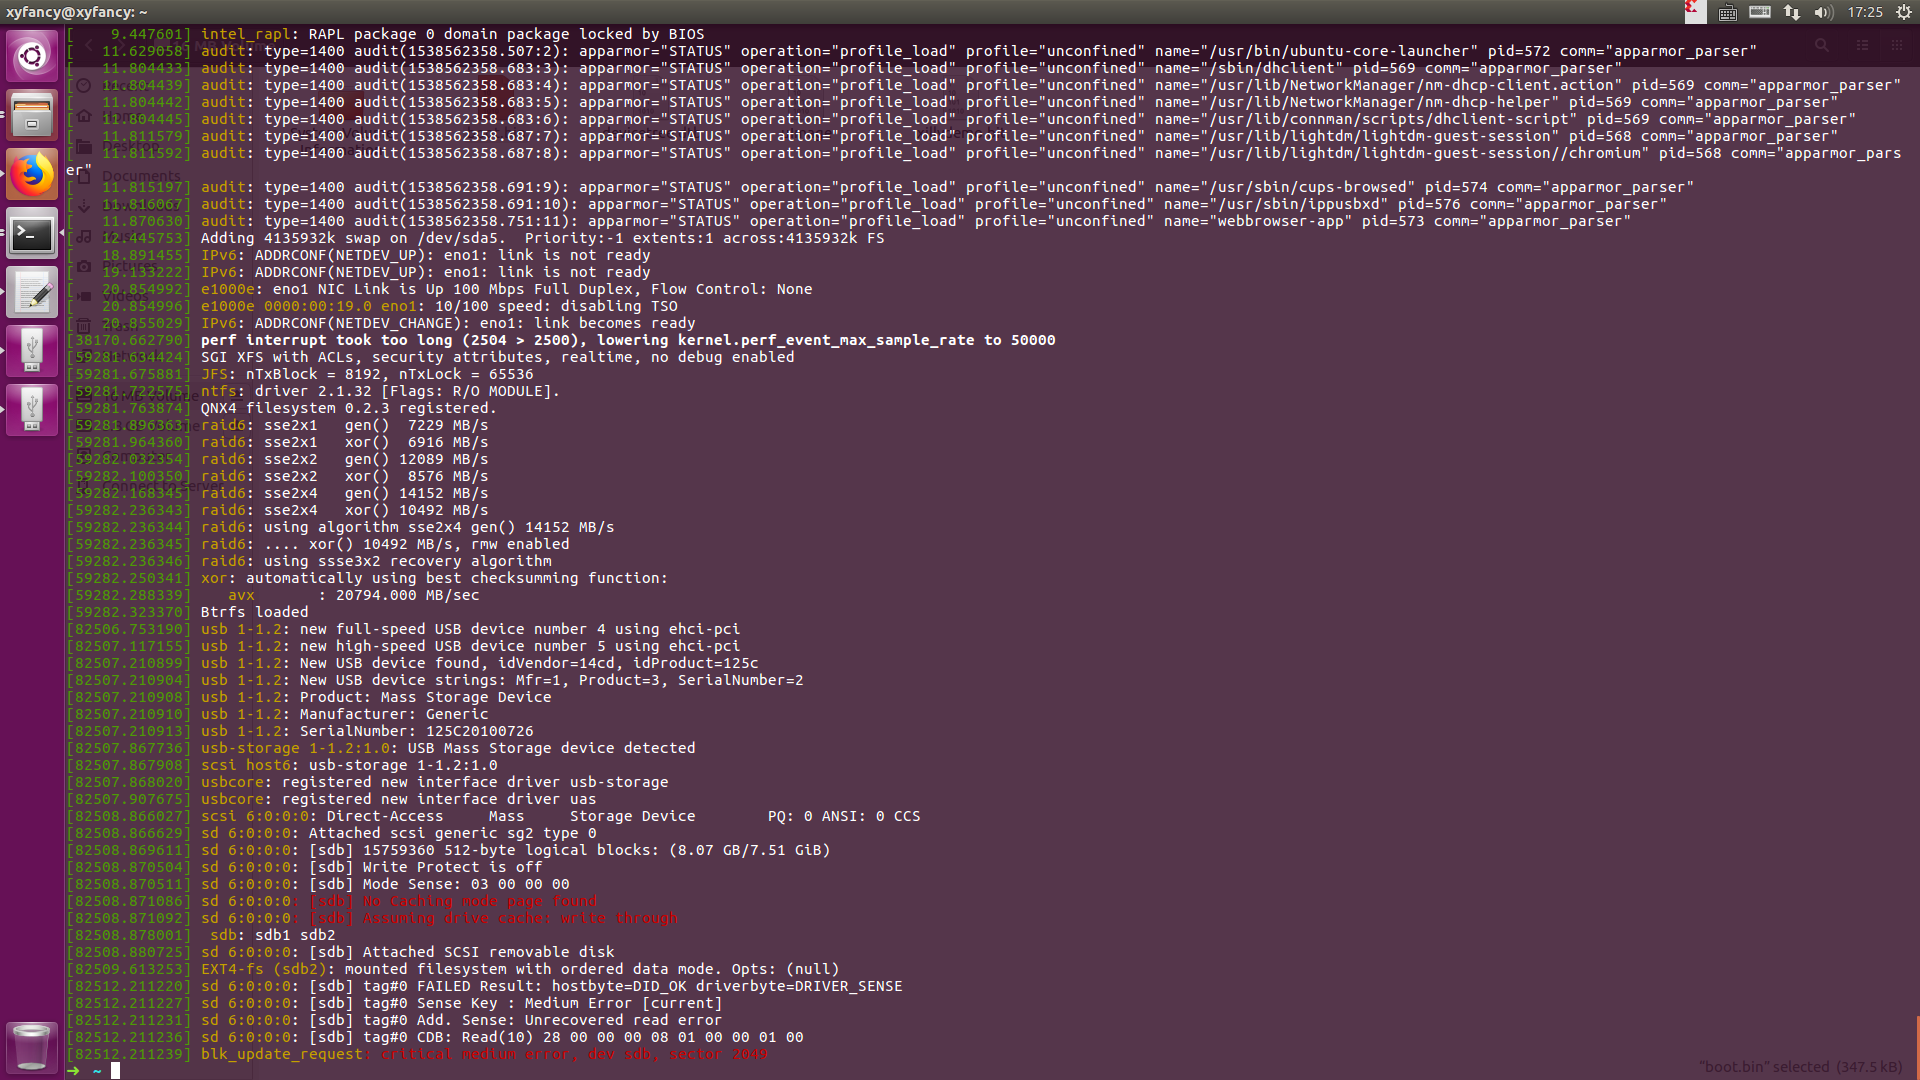 xyfancy@xyfancy: ~
17:25
[    9.447601] intel_rapl: RAPL package 0 domain package locked by BIOS
[   11.629058] audit: type=1400 audit(1538562358.507:2): apparmor="STATUS" operation="profile_load" profile="unconfined" name="/usr/bin/ubuntu-core-launcher" pid=572 comm="apparmor_parser"
[   11.804433] audit: type=1400 audit(1538562358.683:3): apparmor="STATUS" operation="profile_load" profile="unconfined" name="/sbin/dhclient" pid=569 comm="apparmor_parser"
[   11.804439] audit: type=1400 audit(1538562358.683:4): apparmor="STATUS" operation="profile_load" profile="unconfined" name="/usr/lib/NetworkManager/nm-dhcp-client.action" pid=569 comm="apparmor_parser"
[   11.804442] audit: type=1400 audit(1538562358.683:5): apparmor="STATUS" operation="profile_load" profile="unconfined" name="/usr/lib/NetworkManager/nm-dhcp-helper" pid=569 comm="apparmor_parser"
[   11.804445] audit: type=1400 audit(1538562358.683:6): apparmor="STATUS" operation="profile_load" profile="unconfined" name="/usr/lib/connman/scripts/dhclient-script" pid=569 comm="apparmor_parser"
[   11.811579] audit: type=1400 audit(1538562358.687:7): apparmor="STATUS" operation="profile_load" profile="unconfined" name="/usr/lib/lightdm/lightdm-guest-session" pid=568 comm="apparmor_parser"
[   11.811592] audit: type=1400 audit(1538562358.687:8): apparmor="STATUS" operation="profile_load" profile="unconfined" name="/usr/lib/lightdm/lightdm-guest-session//chromium" pid=568 comm="apparmor_pars
er"
[   11.815197] audit: type=1400 audit(1538562358.691:9): apparmor="STATUS" operation="profile_load" profile="unconfined" name="/usr/sbin/cups-browsed" pid=574 comm="apparmor_parser"
[   11.816067] audit: type=1400 audit(1538562358.691:10): apparmor="STATUS" operation="profile_load" profile="unconfined" name="/usr/sbin/ippusbxd" pid=576 comm="apparmor_parser"
[   11.870630] audit: type=1400 audit(1538562358.751:11): apparmor="STATUS" operation="profile_load" profile="unconfined" name="webbrowser-app" pid=573 comm="apparmor_parser"
[   12.445753] Adding 4135932k swap on /dev/sda5.  Priority:-1 extents:1 across:4135932k FS
[   18.891455] IPv6: ADDRCONF(NETDEV_UP): eno1: link is not ready
[   19.133222] IPv6: ADDRCONF(NETDEV_UP): eno1: link is not ready
[   20.854992] e1000e: eno1 NIC Link is Up 100 Mbps Full Duplex, Flow Control: None
[   20.854996] e1000e 0000:00:19.0 eno1: 10/100 speed: disabling TSO
[   20.855029] IPv6: ADDRCONF(NETDEV_CHANGE): eno1: link becomes ready
[38170.662790] perf interrupt took too long (2504 > 2500), lowering kernel.perf_event_max_sample_rate to 50000
[59281.634424] SGI XFS with ACLs, security attributes, realtime, no debug enabled
[59281.675881] JFS: nTxBlock = 8192, nTxLock = 65536
[59281.722575] ntfs: driver 2.1.32 [Flags: R/O MODULE].
[59281.763874] QNX4 filesystem 0.2.3 registered.
[59281.896363] raid6: sse2x1   gen()  7229 MB/s
[59281.964360] raid6: sse2x1   xor()  6916 MB/s
[59282.032354] raid6: sse2x2   gen() 12089 MB/s
[59282.100350] raid6: sse2x2   xor()  8576 MB/s
[59282.168345] raid6: sse2x4   gen() 14152 MB/s
[59282.236343] raid6: sse2x4   xor() 10492 MB/s
[59282.236344] raid6: using algorithm sse2x4 gen() 14152 MB/s
[59282.236345] raid6: .... xor() 10492 MB/s, rmw enabled
[59282.236346] raid6: using ssse3x2 recovery algorithm
[59282.250341] xor: automatically using best checksumming function:
[59282.288339]    avx       : 20794.000 MB/sec
[59282.323370] Btrfs loaded
[82506.753190] usb 1-1.2: new full-speed USB device number 4 using ehci-pci
[82507.117155] usb 1-1.2: new high-speed USB device number 5 using ehci-pci
[82507.210899] usb 1-1.2: New USB device found, idVendor=14cd, idProduct=125c
[82507.210904] usb 1-1.2: New USB device strings: Mfr=1, Product=3, SerialNumber=2
[82507.210908] usb 1-1.2: Product: Mass Storage Device
[82507.210910] usb 1-1.2: Manufacturer: Generic
[82507.210913] usb 1-1.2: SerialNumber: 125C20100726
[82507.867736] usb-storage 1-1.2:1.0: USB Mass Storage device detected
[82507.867908] scsi host6: usb-storage 1-1.2:1.0
[82507.868020] usbcore: registered new interface driver usb-storage
[82507.907675] usbcore: registered new interface driver uas
[82508.866027] scsi 6:0:0:0: Direct-Access     Mass     Storage Device        PQ: 0 ANSI: 0 CCS
[82508.866629] sd 6:0:0:0: Attached scsi generic sg2 type 0
[82508.869611] sd 6:0:0:0: [sdb] 15759360 512-byte logical blocks: (8.07 GB/7.51 GiB)
[82508.870504] sd 6:0:0:0: [sdb] Write Protect is off
[82508.870511] sd 6:0:0:0: [sdb] Mode Sense: 03 00 00 00
[82508.871086] sd 6:0:0:0: [sdb] No Caching mode page found
[82508.871092] sd 6:0:0:0: [sdb] Assuming drive cache: write through
[82508.878001]  sdb: sdb1 sdb2
[82508.880725] sd 6:0:0:0: [sdb] Attached SCSI removable disk
[82509.613253] EXT4-fs (sdb2): mounted filesystem with ordered data mode. Opts: (null)
[82512.211220] sd 6:0:0:0: [sdb] tag#0 FAILED Result: hostbyte=DID_OK driverbyte=DRIVER_SENSE
[82512.211227] sd 6:0:0:0: [sdb] tag#0 Sense Key : Medium Error [current]
[82512.211231] sd 6:0:0:0: [sdb] tag#0 Add. Sense: Unrecovered read error
[82512.211236] sd 6:0:0:0: [sdb] tag#0 CDB: Read(10) 28 00 00 00 08 01 00 00 01 00
[82512.211239] blk_update_request: critical medium error, dev sdb, sector 2049
➜  ~
"boot.bin" selected (347.5 kB)